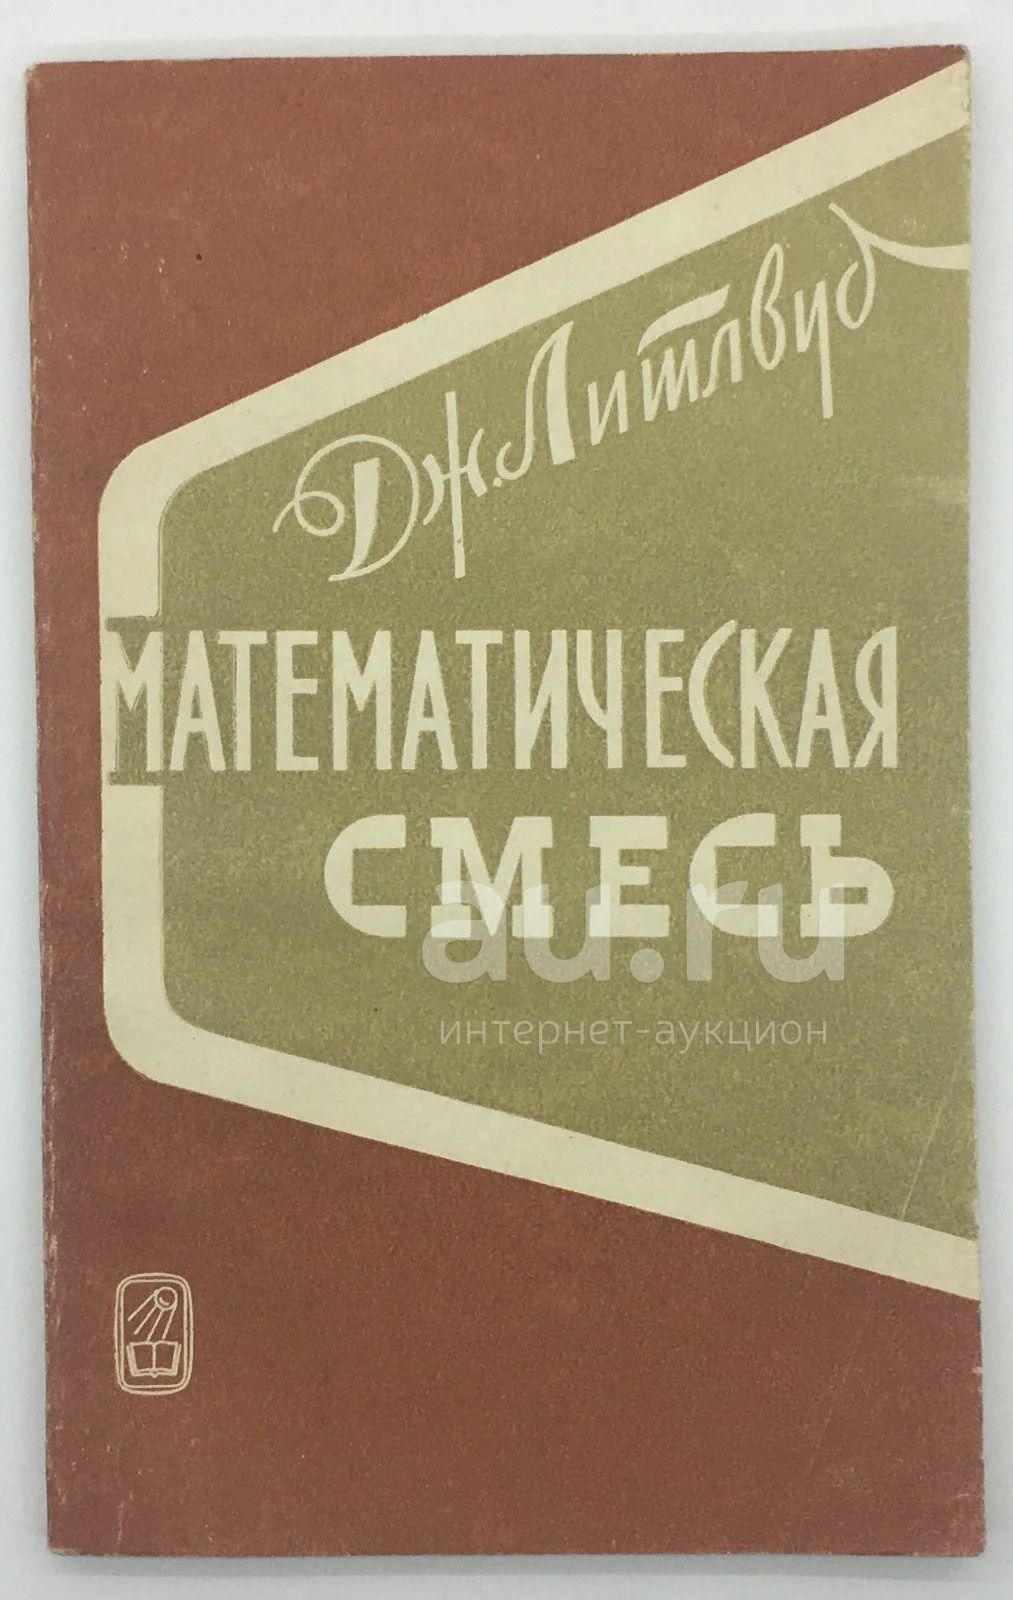 Дж. Литлвуд
МАТЕМАТИЧЕСКАЯ
СМЕСЬ
au.ru
интернет-аукцион